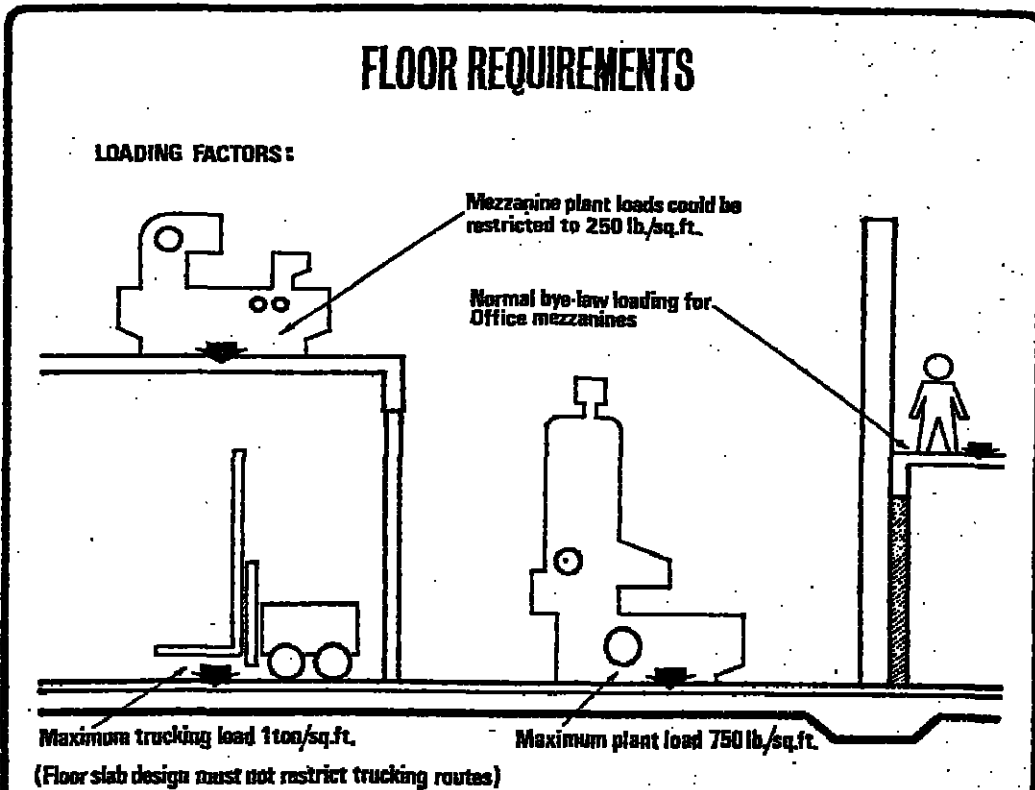 FLOOR REQUIREMENTS
LOADING FACTORS:
Mezzanine plant loads could be
restricted to 250 lb./sq.ft.
Normal bye-law loading for
Office mezzanines
Maximum trucking load 1ton/sq.ft.
Maximum plant load 750 lb/sq.ft.
(Floor slab design must not restrict trucking routes)